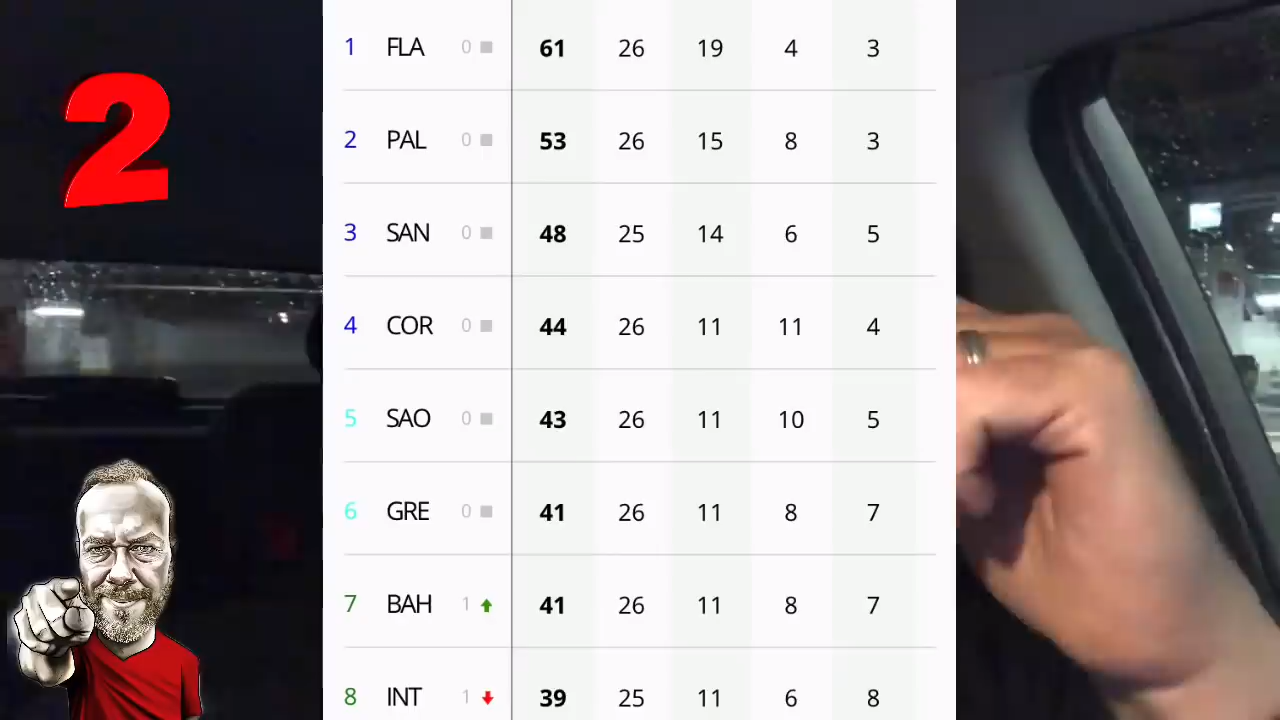 2
1 FLA 0 61 26 19 4 3
2 PAL 0 53 26 15 8 3
3 SAN 0 48 25 14 6 5
4 COR 0 44 26 11 11 4
5 SAO 0 43 26 11 10 5
6 GRE 0 41 26 11 8 7
7 BAH 1 41 26 11 8 7
8 INT 1 39 25 11 6 8